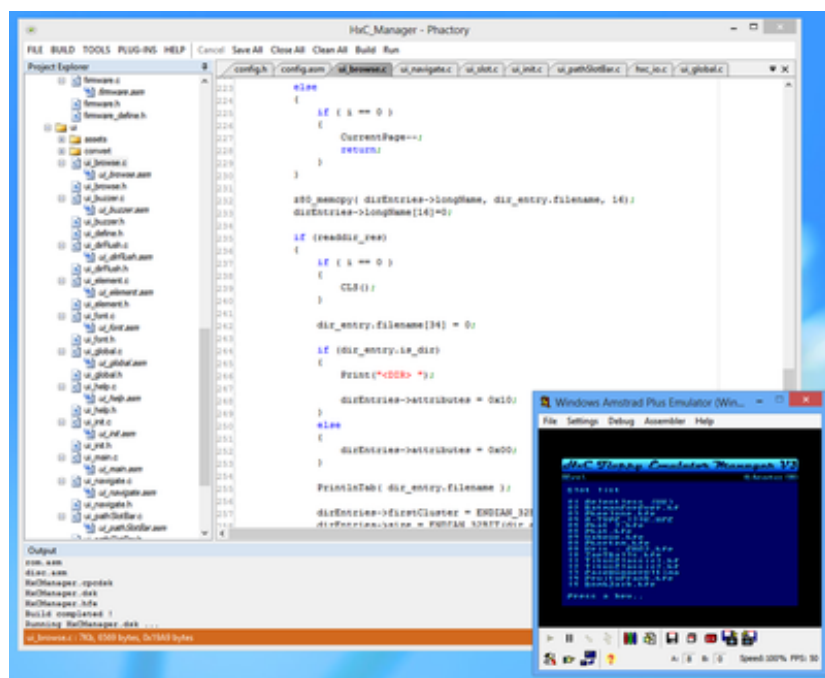 HxC_Manager - Phactory
FILE BUILD TOOLS PLUG-INS HELP Cancel Save All Close All Clean All Build Run
Project Explorer
config.h config.asm ui_browse.c ui_navigate.c ui_slot.c ui_init.c ui_pathSlotBar.c hxc_io.c ui_global.c
firmware.c
firmware.asm
firmware.h
firmware_define.h
ui
assets
convert
ui_browse.c
ui_browse.asm
ui_browse.h
ui_buzzer.c
ui_buzzer.asm
ui_buzzer.h
ui_define.h
ui_dirFlush.c
ui_dirFlush.asm
ui_dirFlush.h
ui_element.c
ui_element.asm
ui_element.h
ui_font.c
ui_font.asm
ui_font.h
ui_global.c
ui_global.asm
ui_global.h
ui_help.c
ui_help.asm
ui_help.h
ui_init.c
ui_init.asm
ui_init.h
ui_main.c
ui_main.asm
ui_navigate.c
ui_navigate.asm
ui_navigate.h
ui_pathSlotBar.c
ui_pathSlotBar.asm
223 else
224 {
225 if ( i == 0 )
226 {
227 CurrentPage--;
228 return;
229 }
230 }
231
232 z80_memcpy( dirEntries->longName, dir_entry.filename, 16);
233 dirEntries->longName[16]=0;
234
235 if (readdir_res)
236 {
237 if ( i == 0 )
238 {
239 CLS();
240 }
241
242 dir_entry.filename[34] = 0;
243
244 if (dir_entry.is_dir)
245 {
246 Print("<DIR> ");
247
248 dirEntries->attributes = 0x10;
249 }
250 else
251 {
252 dirEntries->attributes = 0x00;
253 }
254
255 PrintlnTab( dir_entry.filename );
256
257 dirEntries->firstCluster = ENDIAN_32B
Output
rom.asm
disc.asm
HxCManager.cpcdsk
HxCManager.dsk
HxCManager.hfe
Build completed !
Running HxCManager.dsk ...
ui_browse.c : 7Kb, 6569 bytes, 0x19A9 bytes
Windows Amstrad Plus Emulator (Win...
File Settings Debug Assembler Help
HxC Floppy Emulator Manager V3
Press a key..
A: 0 B: 0 Speed: 100% FPS: 50